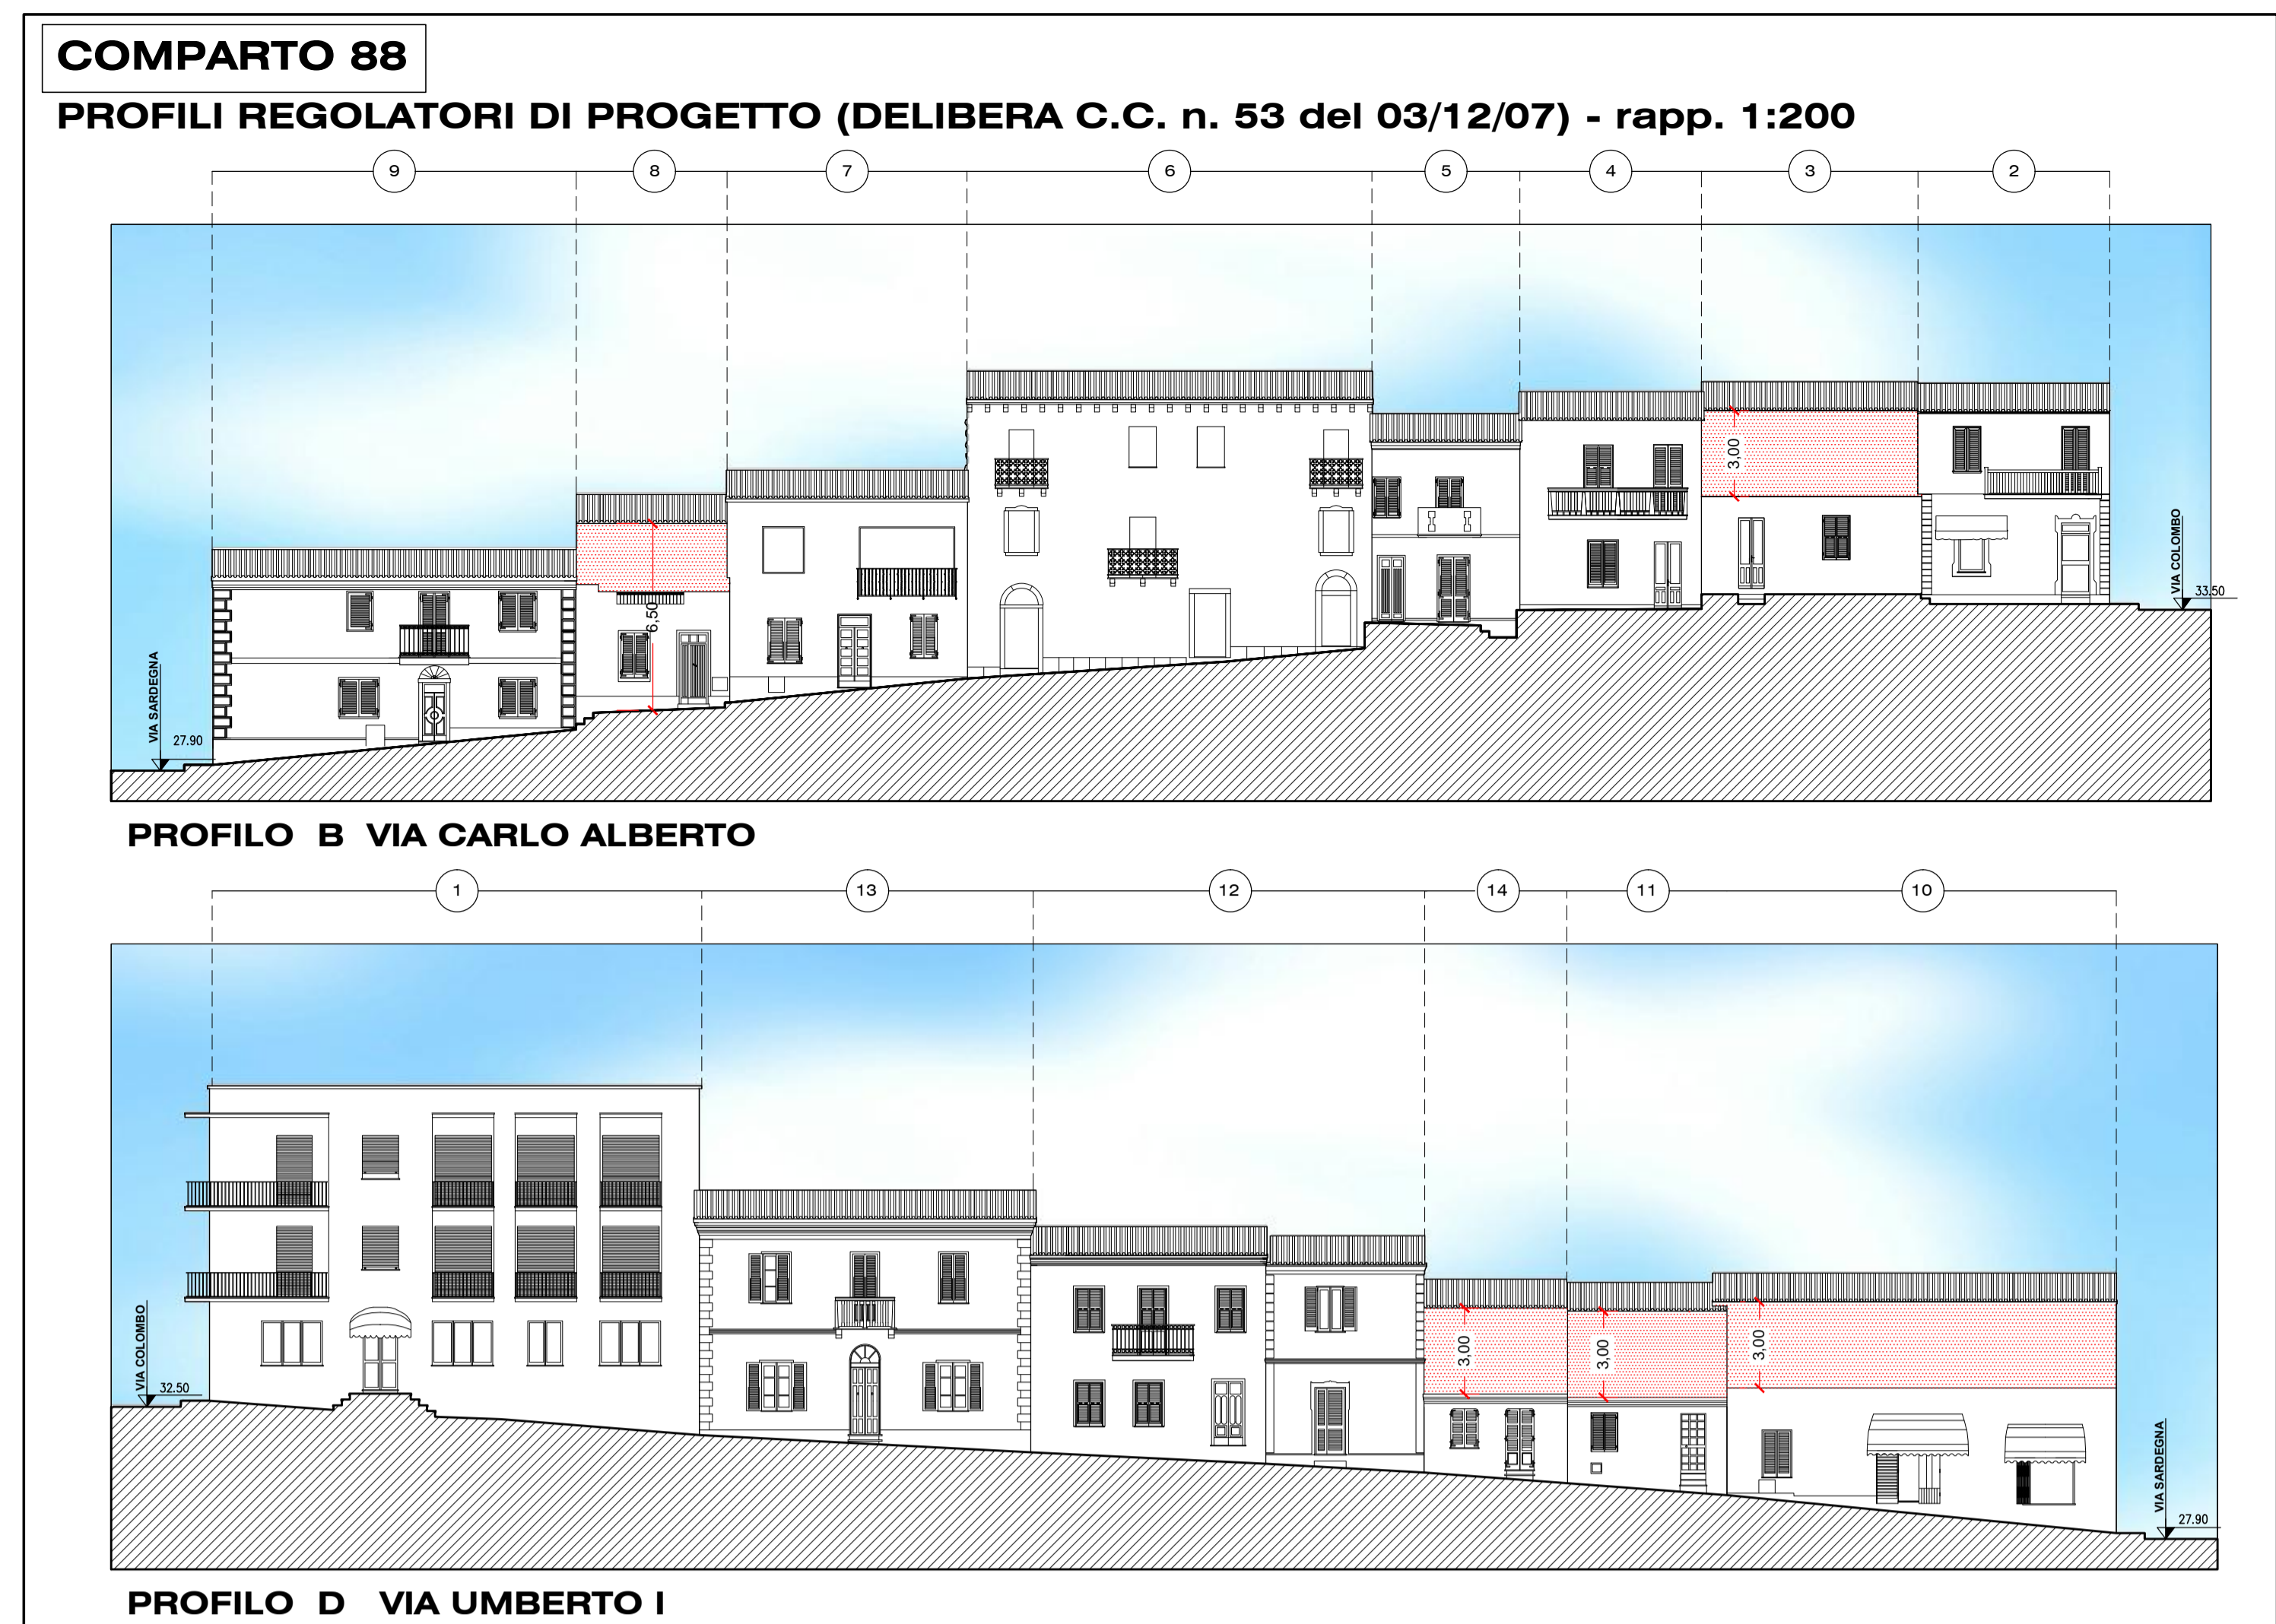 COMPARTO 88
PROFILI REGOLATORI DI PROGETTO (DELIBERA C.C. n. 53 del 03/12/07) - rapp. 1:200
9 8 7 6 5 4 3 2
3,00
6,50
VIA SARDEGNA
27.90
VIA COLOMBO
33.50
PROFILO B VIA CARLO ALBERTO
1 13 12 14 11 10
VIA COLOMBO
32.50
3,00
3,00
3,00
VIA SARDEGNA
27.90
PROFILO D VIA UMBERTO I